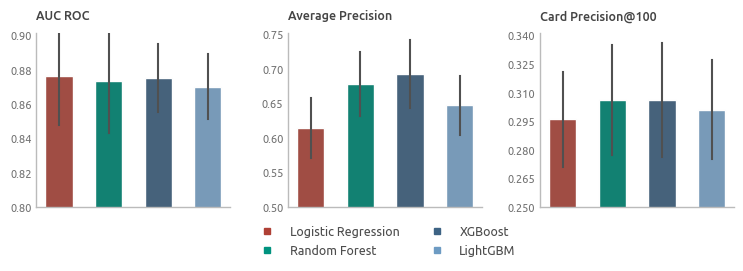 AUC ROC
0.90
0.88
0.86
0.84
0.82
0.80
Average Precision
0.75
0.70
0.65
0.60
0.55
0.50
Card Precision@100
0.340
0.325
0.310
0.295
0.280
0.265
0.250
Logistic Regression
XGBoost
Random Forest
LightGBM